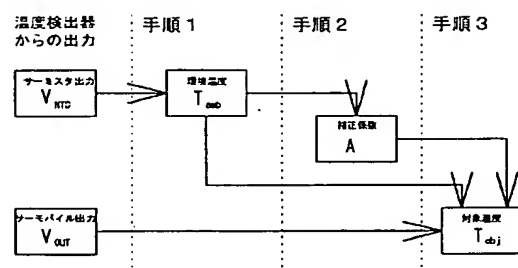 温度検出器
からの出力
手順１
手順２
手順３
サーミスタ出力
V NTC
環境温度
T amb
補正係数
A
サーモパイル出力
V OUT
対象温度
T obj